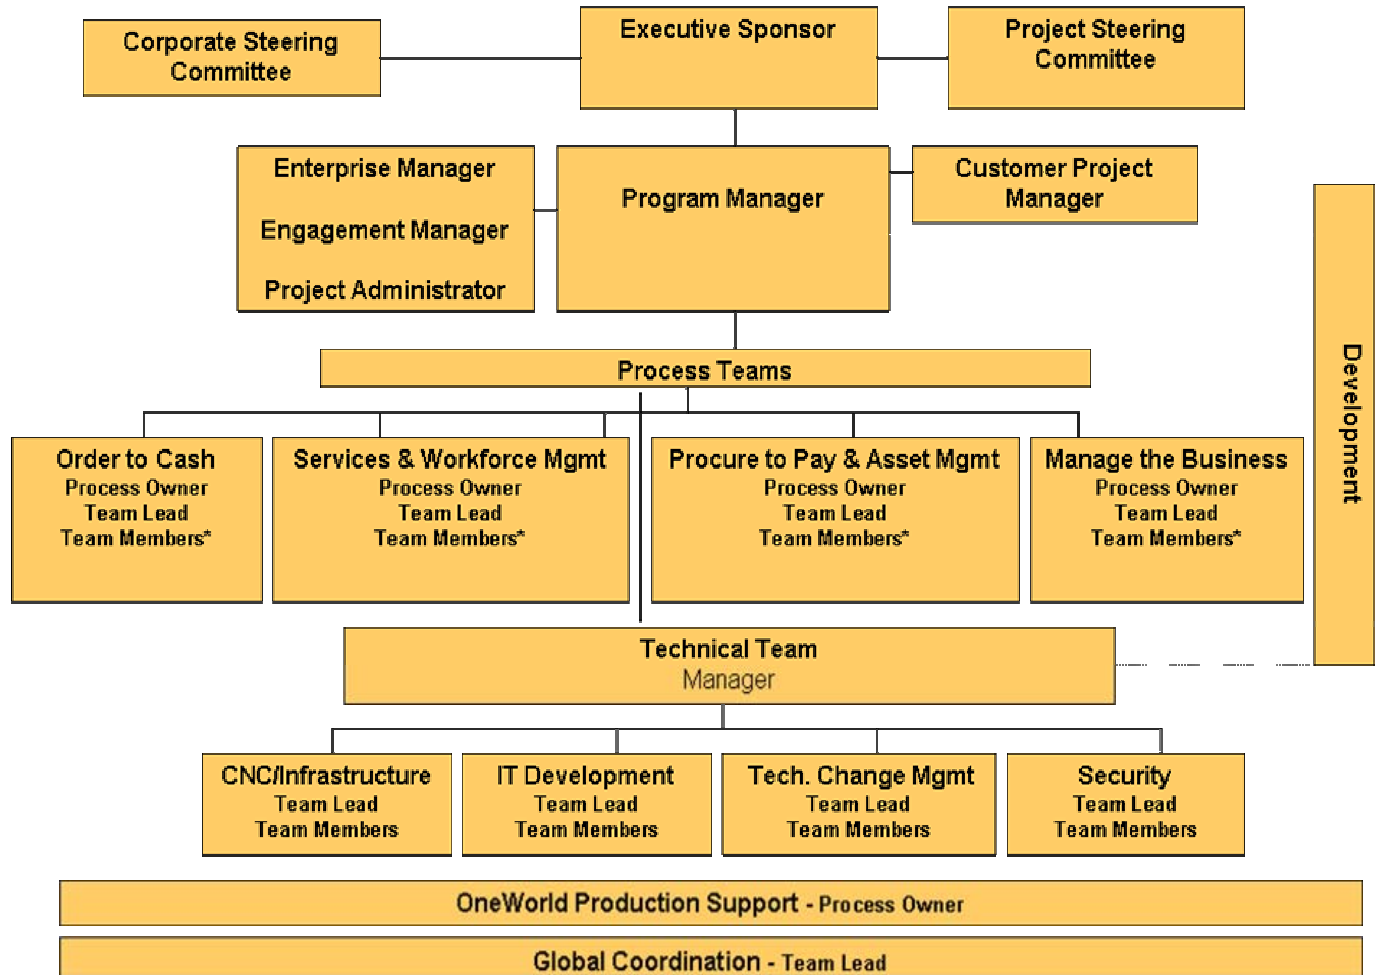 Corporate Steering
Committee
Executive Sponsor
Project Steering
Committee
Enterprise Manager
Engagement Manager
Project Administrator
Program Manager
Customer Project
Manager
Development
Process Teams
Order to Cash
Process Owner
Team Lead
Team Members*
Services & Workforce Mgmt
Process Owner
Team Lead
Team Members*
Procure to Pay & Asset Mgmt
Process Owner
Team Lead
Team Members*
Manage the Business
Process Owner
Team Lead
Team Members*
Technical Team
Manager
CNC/Infrastructure
Team Lead
Team Members
IT Development
Team Lead
Team Members
Tech. Change Mgmt
Team Lead
Team Members
Security
Team Lead
Team Members
OneWorld Production Support - Process Owner
Global Coordination - Team Lead